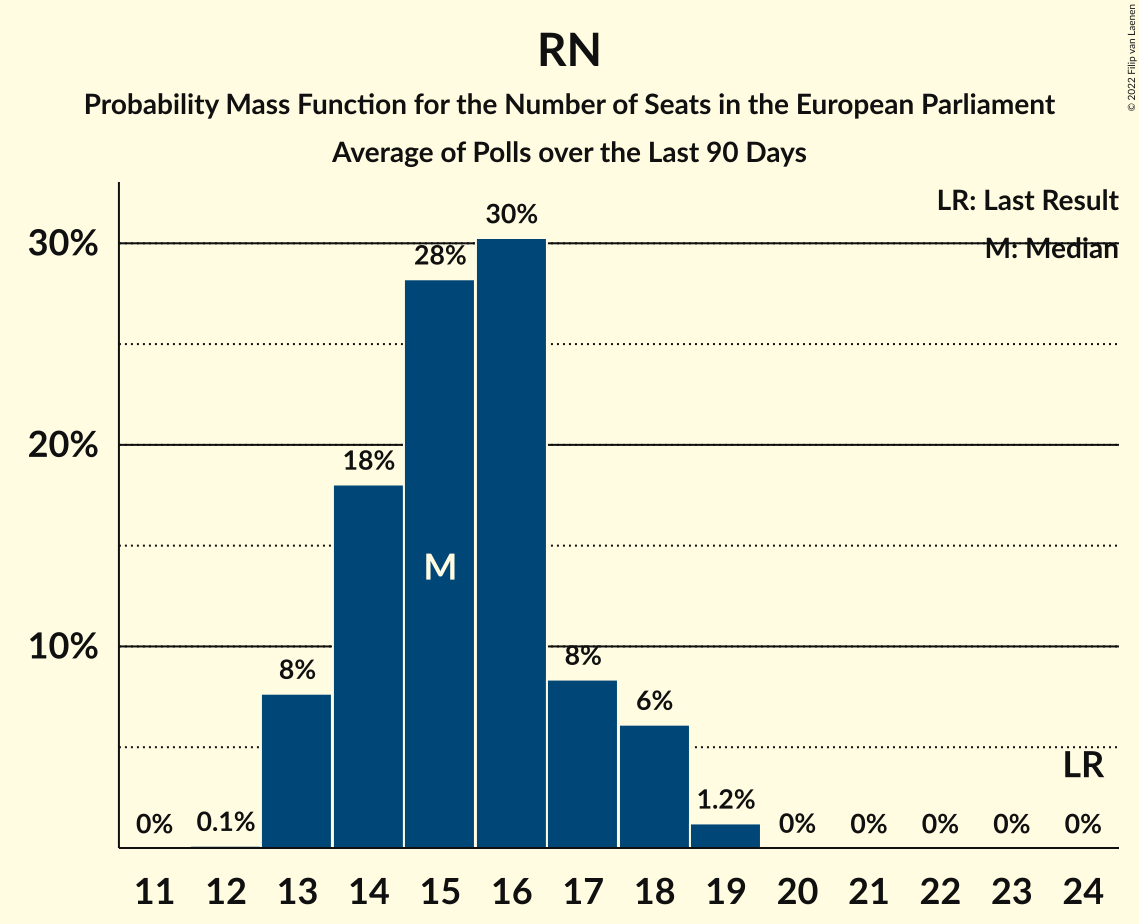 RN
Probability Mass Function for the Number of Seats in the European Parliament
Average of Polls over the Last 90 Days
© 2022 Filip van Laenen
LR: Last Result
M: Median
30%
20%
10%
0%
0.1%
8%
18%
28%
30%
8%
6%
1.2%
0%
0%
0%
0%
0%
M
LR
11 12 13 14 15 16 17 18 19 20 21 22 23 24